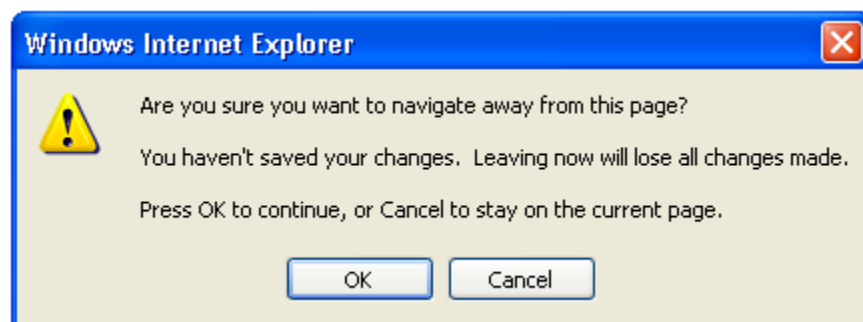 Windows Internet Explorer
Are you sure you want to navigate away from this page?
You haven't saved your changes.  Leaving now will lose all changes made.
Press OK to continue, or Cancel to stay on the current page.
OK
Cancel